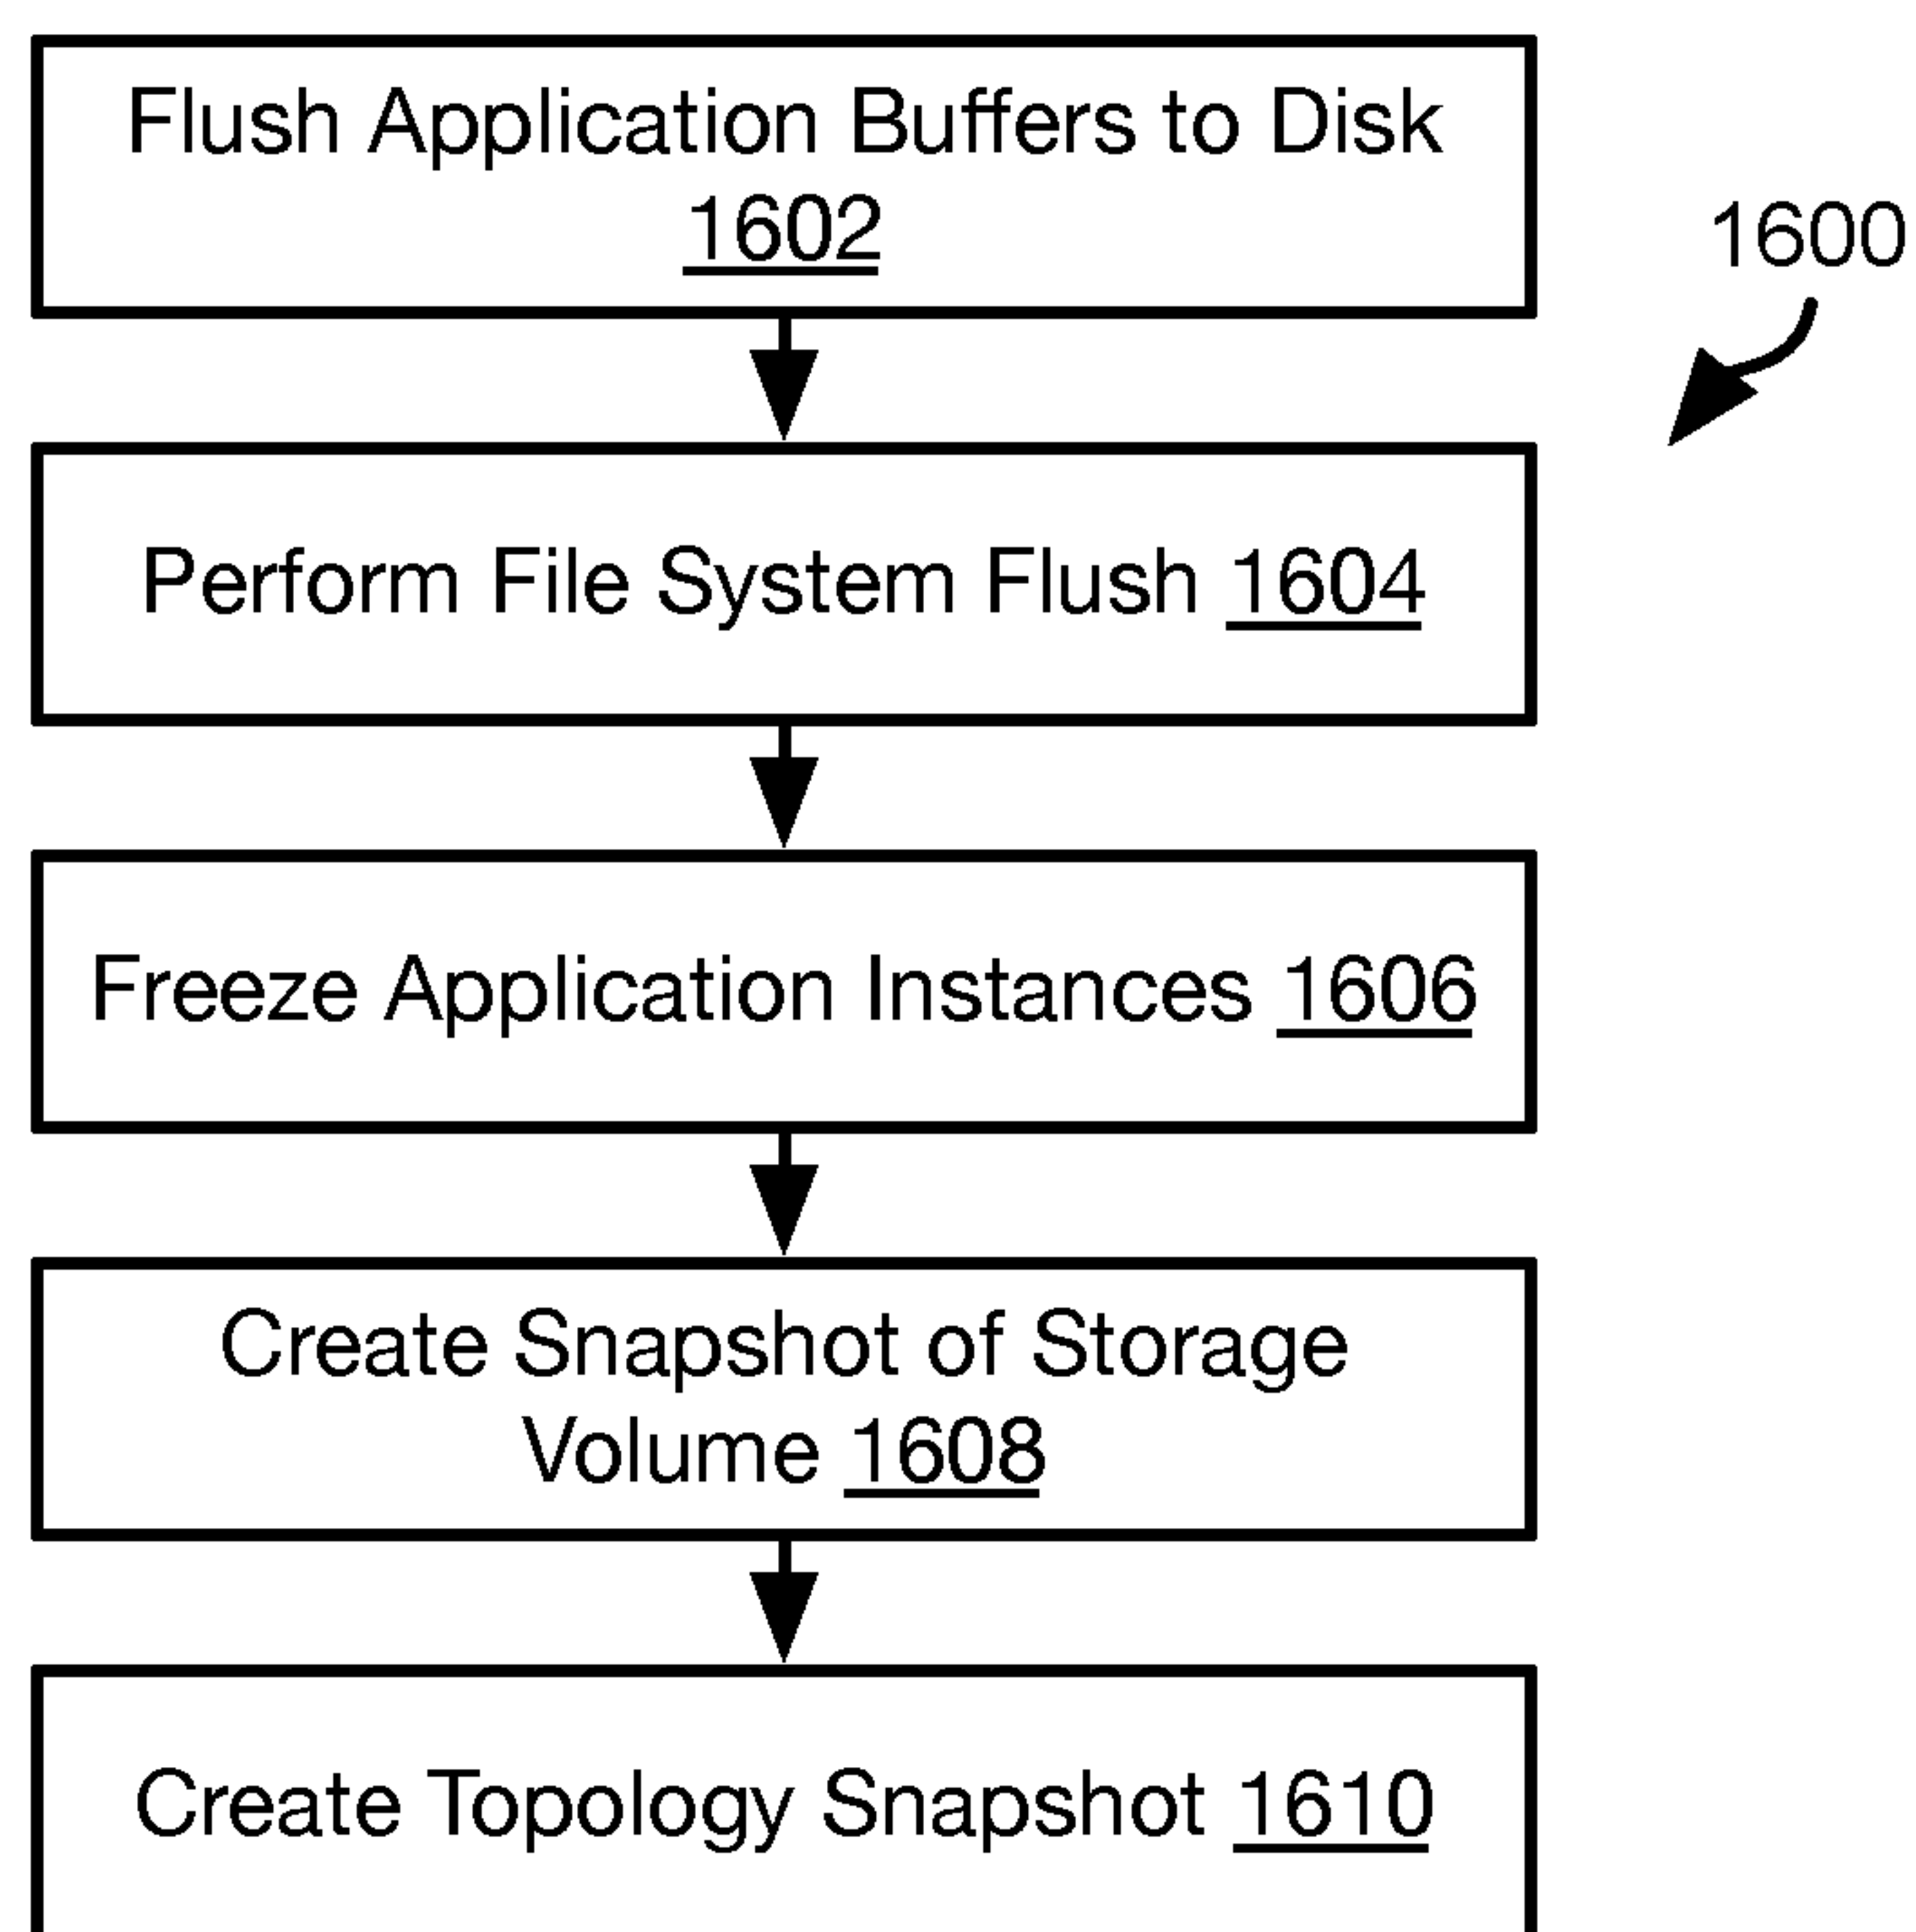 Flush Application Buffers to Disk
1602
1600
Perform File System Flush 1604
Freeze Application Instances 1606
Create Snapshot of Storage
Volume 1608
Create Topology Snapshot 1610